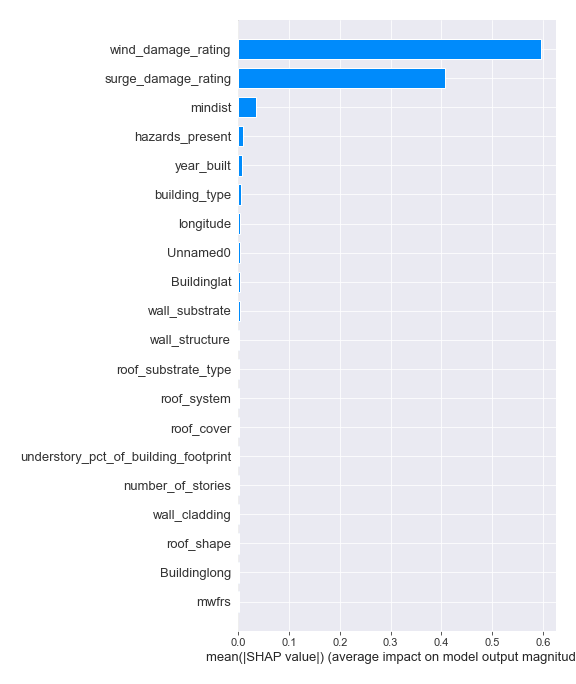 wind_damage_rating
surge_damage_rating
mindist
hazards_present
year_built
building_type
longitude
Unnamed0
Buildinglat
wall_substrate
wall_structure
roof_substrate_type
roof_system
roof_cover
understory_pct_of_building_footprint
number_of_stories
wall_cladding
roof_shape
Buildinglong
mwfrs
0.0 0.1 0.2 0.3 0.4 0.5 0.6
mean(|SHAP value|) (average impact on model output magnitud